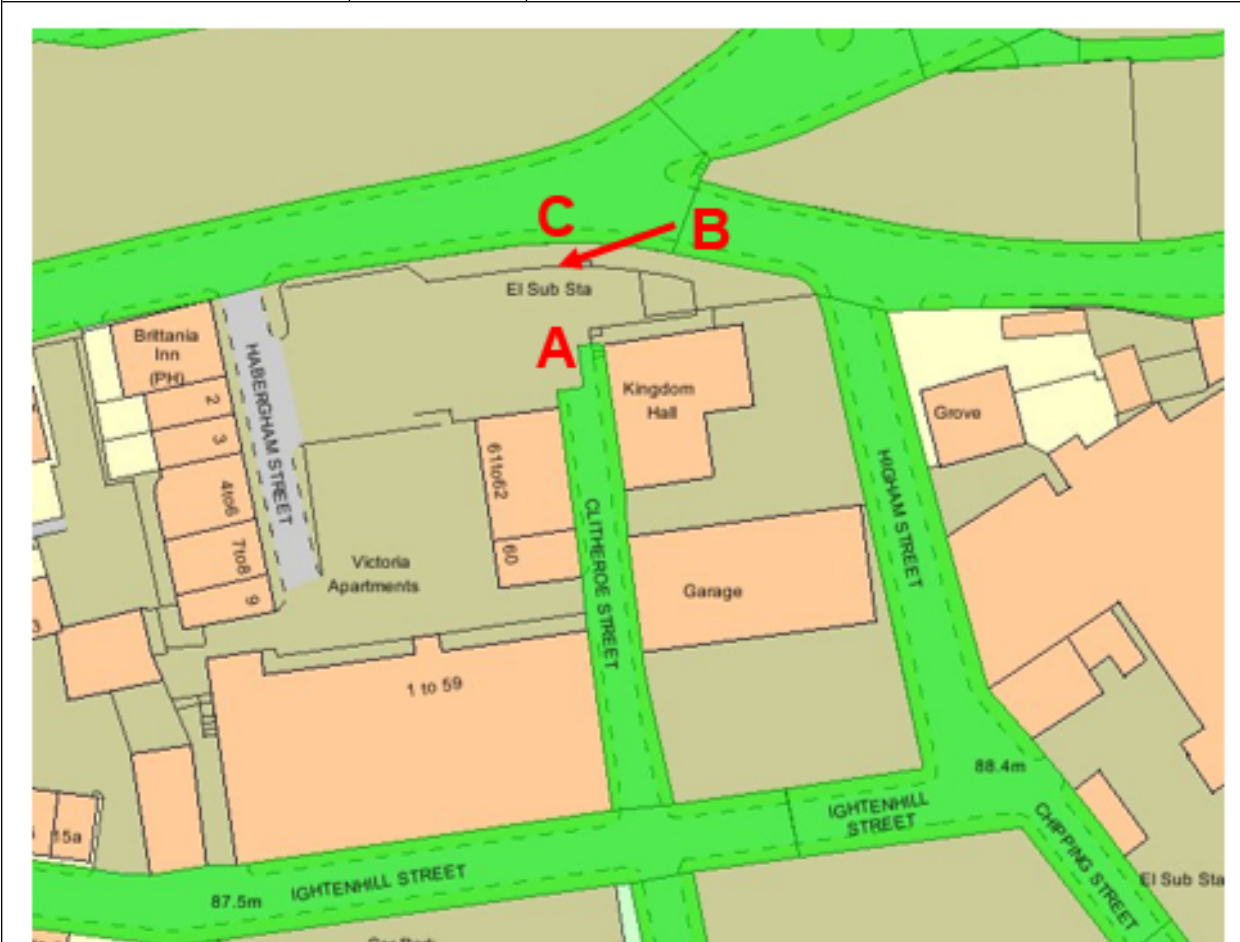 C
B
El Sub Sta
A
Brittania
Inn
(PH)
2
3
4to6
7to8
9
HABERGHAM STREET
Kingdom
Hall
Grove
61to62
60
CLITHEROE STREET
HIGHAM STREET
Victoria
Apartments
Garage
1 to 59
88.4m
IGHTENHILL
STREET
CHIPPING STREET
15a
IGHTENHILL STREET
87.5m
El Sub Sta
3